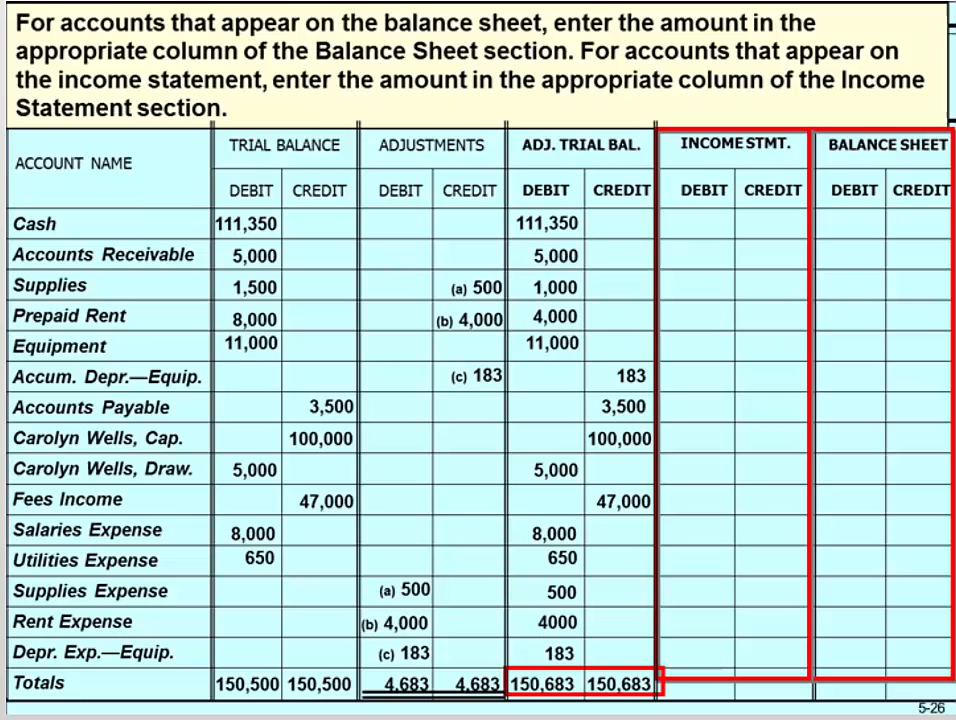 For accounts that appear on the balance sheet, enter the amount in the
appropriate column of the Balance Sheet section. For accounts that appear on
the income statement, enter the amount in the appropriate column of the Income
Statement section.
ACCOUNT NAME TRIAL BALANCE ADJUSTMENTS ADJ. TRIAL BAL. INCOME STMT. BALANCE SHEET
DEBIT CREDIT DEBIT CREDIT DEBIT CREDIT DEBIT CREDIT DEBIT CREDIT
Cash 111,350 111,350
Accounts Receivable 5,000 5,000
Supplies 1,500 (a) 500 1,000
Prepaid Rent 8,000 (b) 4,000 4,000
Equipment 11,000 11,000
Accum. Depr.—Equip. (c) 183 183
Accounts Payable 3,500 3,500
Carolyn Wells, Cap. 100,000 100,000
Carolyn Wells, Draw. 5,000 5,000
Fees Income 47,000 47,000
Salaries Expense 8,000 8,000
Utilities Expense 650 650
Supplies Expense (a) 500 500
Rent Expense (b) 4,000 4000
Depr. Exp.—Equip. (c) 183 183
Totals 150,500 150,500 4,683 4,683 150,683 150,683
5-26